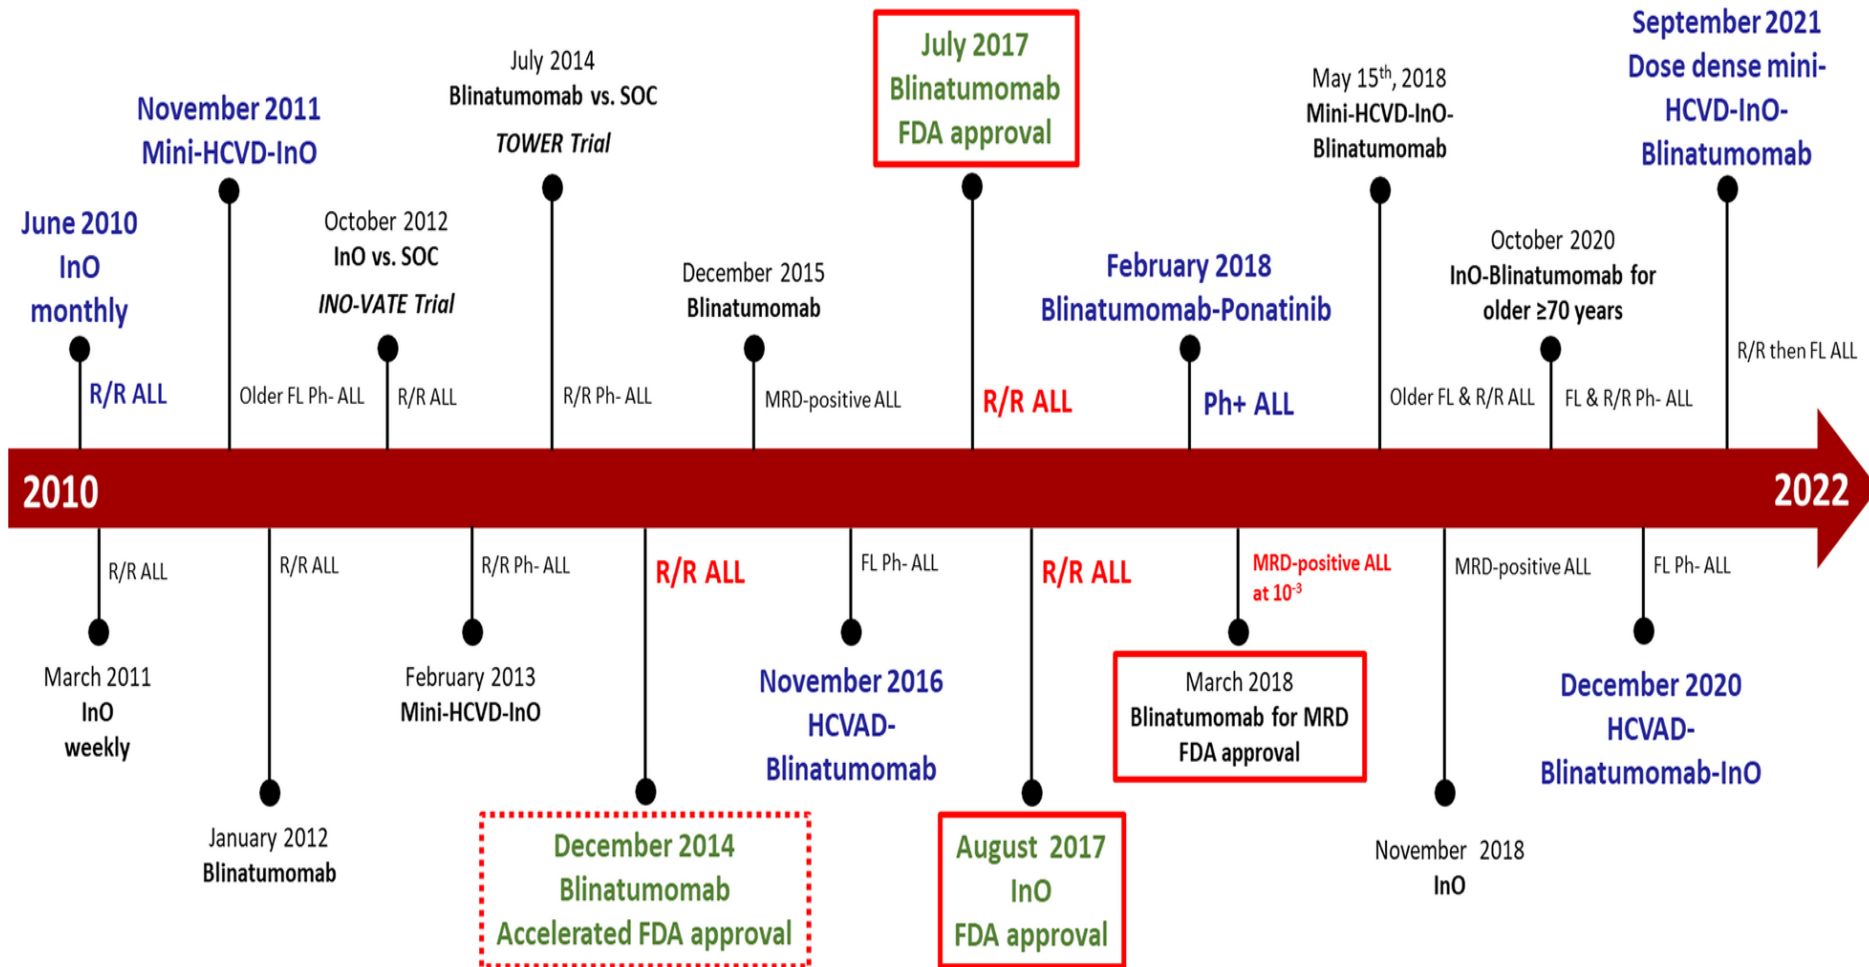 June 2010
InO
monthly
R/R ALL
November 2011
Mini-HCVD-InO
Older FL Ph- ALL
October 2012
InO vs. SOC
INO-VATE Trial
R/R ALL
July 2014
Blinatumomab vs. SOC
TOWER Trial
R/R Ph- ALL
December 2015
Blinatumomab
MRD-positive ALL
July 2017
Blinatumomab
FDA approval
R/R ALL
February 2018
Blinatumomab-Ponatinib
Ph+ ALL
May 15th, 2018
Mini-HCVD-InO-
Blinatumomab
Older FL & R/R ALL
October 2020
InO-Blinatumomab for
older ≥70 years
FL & R/R Ph- ALL
September 2021
Dose dense mini-
HCVD-InO-
Blinatumomab
R/R then FL ALL
2010
2022
R/R ALL
March 2011
InO
weekly
R/R ALL
January 2012
Blinatumomab
R/R Ph- ALL
February 2013
Mini-HCVD-InO
R/R ALL
December 2014
Blinatumomab
Accelerated FDA approval
FL Ph- ALL
November 2016
HCVAD-
Blinatumomab
R/R ALL
August 2017
InO
FDA approval
MRD-positive ALL
at 10-3
March 2018
Blinatumomab for MRD
FDA approval
MRD-positive ALL
November 2018
InO
FL Ph- ALL
December 2020
HCVAD-
Blinatumomab-InO